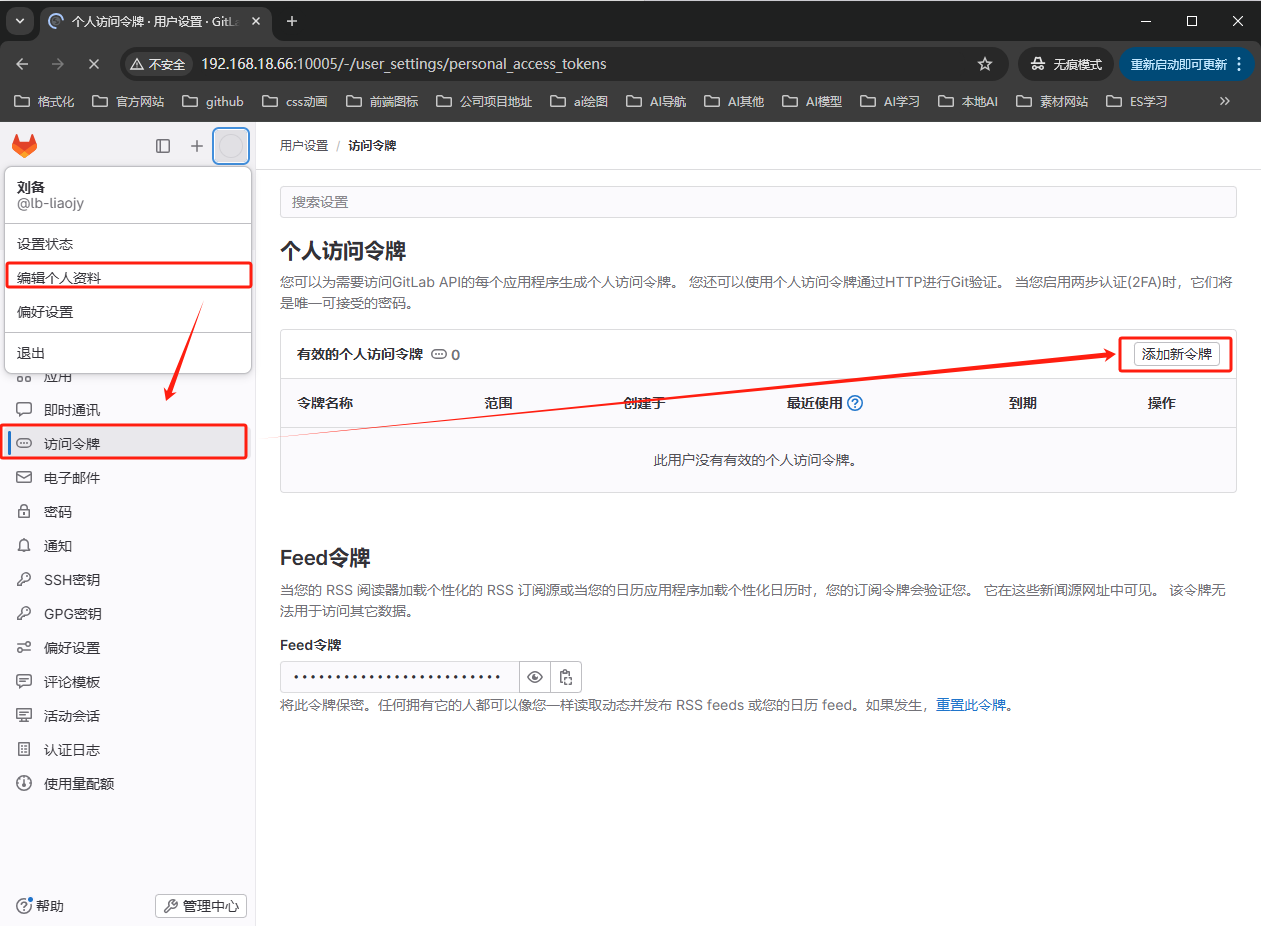 个人访问令牌 · 用户设置 · GitLa
不安全 192.168.18.66:10005/-/user_settings/personal_access_tokens 无痕模式 重新启动即可更新
格式化 官方网站 github css动画 前端图标 公司项目地址 ai绘图 AI导航 AI其他 AI模型 AI学习 本地AI 素材网站 ES学习
刘备
@lb-liaojy
设置状态
编辑个人资料
偏好设置
退出
应用
即时通讯
访问令牌
电子邮件
密码
通知
SSH密钥
GPG密钥
偏好设置
评论模板
活动会话
认证日志
使用量配额
帮助 管理中心
用户设置 / 访问令牌
搜索设置
个人访问令牌
您可以为需要访问GitLab API的每个应用程序生成个人访问令牌。 您还可以使用个人访问令牌通过HTTP进行Git验证。 当您启用两步认证(2FA)时，它们将
是唯一可接受的密码。
有效的个人访问令牌 0 添加新令牌
令牌名称 范围 创建于 最近使用 到期 操作
此用户没有有效的个人访问令牌。
Feed令牌
当您的 RSS 阅读器加载个性化的 RSS 订阅源或当您的日历应用程序加载个性化日历时，您的订阅令牌会验证您。 它在这些新闻源网址中可见。 该令牌无
法用于访问其它数据。
Feed令牌
将此令牌保密。任何拥有它的人都可以像您一样读取动态并发布 RSS feeds 或您的日历 feed。如果发生，重置此令牌。